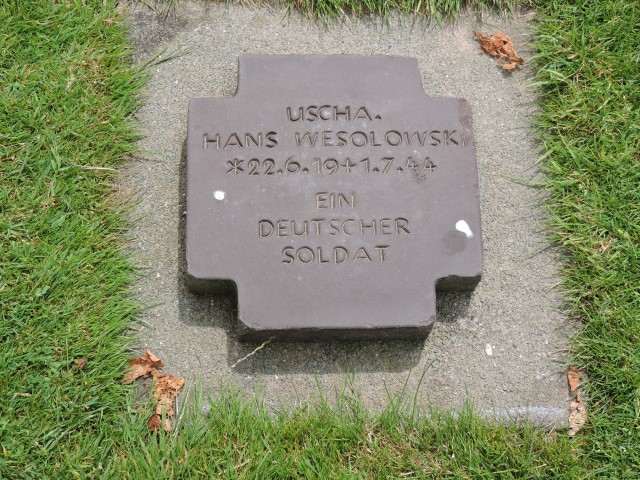 USCHA.
HANS WESOLOWSKI
*22.6.19+1.7.44
EIN
DEUTSCHER
SOLDAT